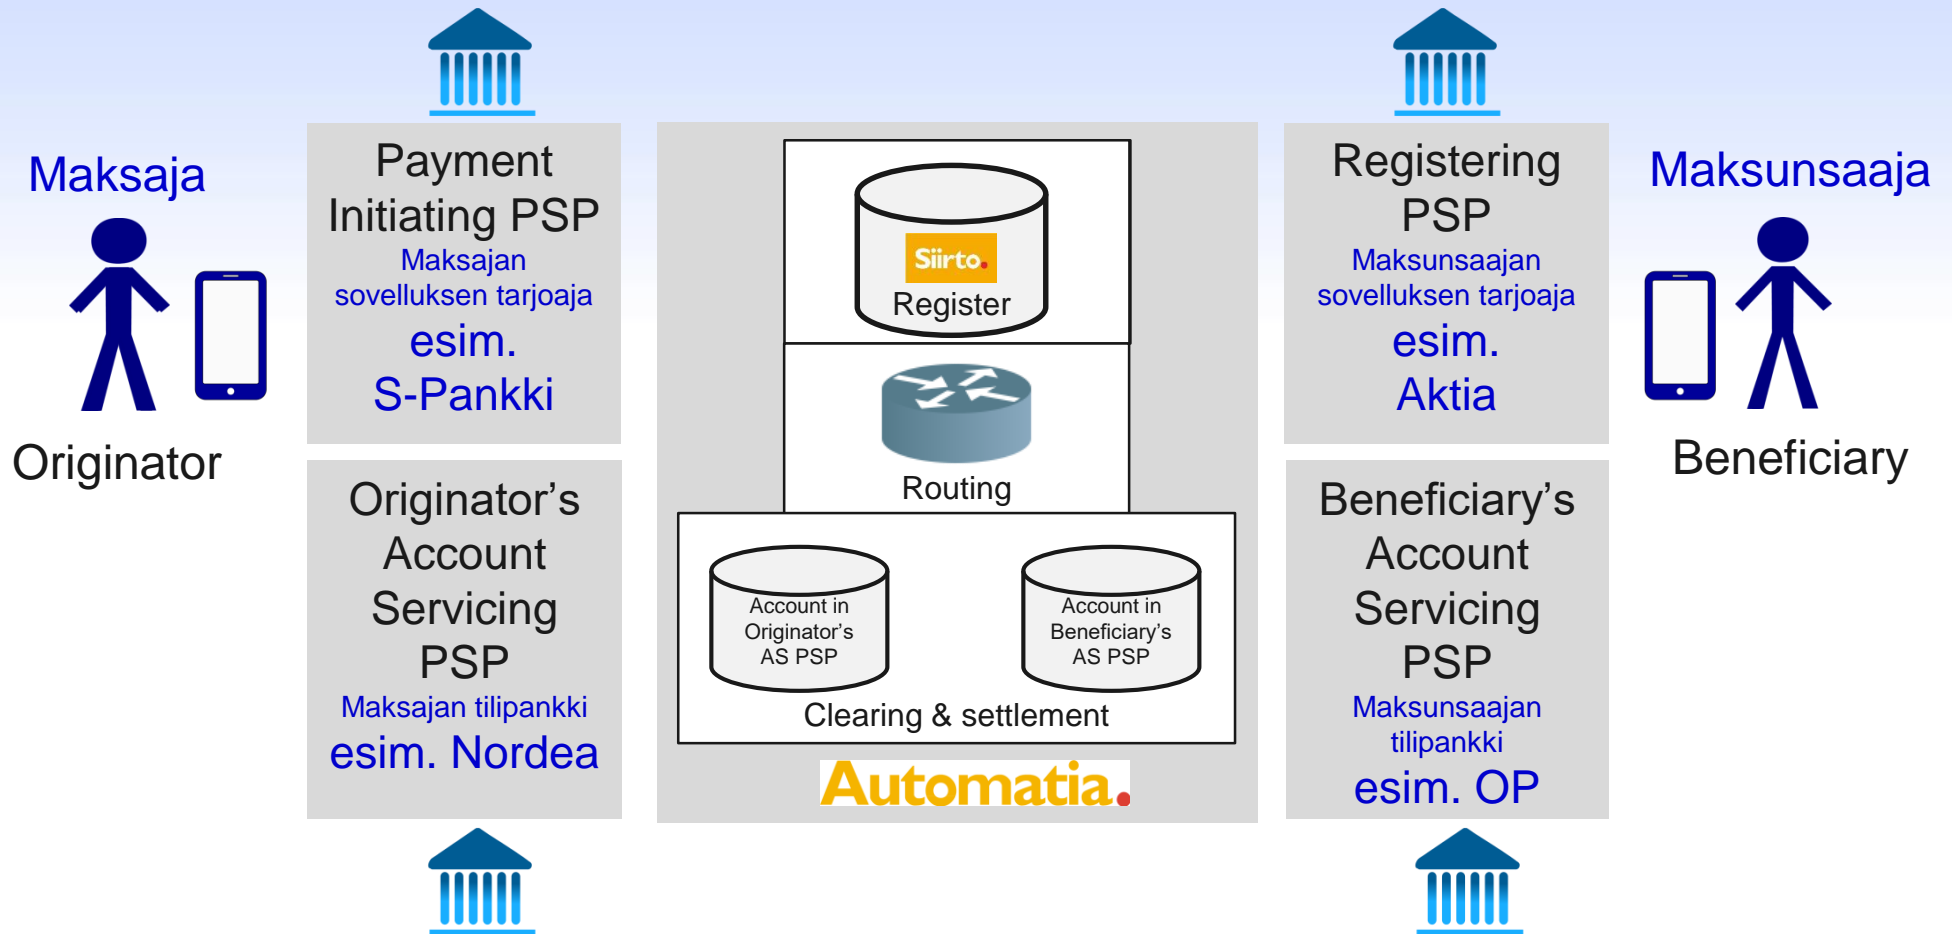 Maksaja
Originator
Payment
Initiating PSP
Maksajan
sovelluksen tarjoaja
esim.
S-Pankki
Originator’s
Account
Servicing
PSP
Maksajan tilipankki
esim. Nordea
Siirto.
Register
Routing
Account in
Originator’s
AS PSP
Account in
Beneficiary’s
AS PSP
Clearing & settlement
Automatia.
Registering
PSP
Maksunsaajan
sovelluksen tarjoaja
esim.
Aktia
Beneficiary’s
Account
Servicing
PSP
Maksunsaajan
tilipankki
esim. OP
Maksunsaaja
Beneficiary